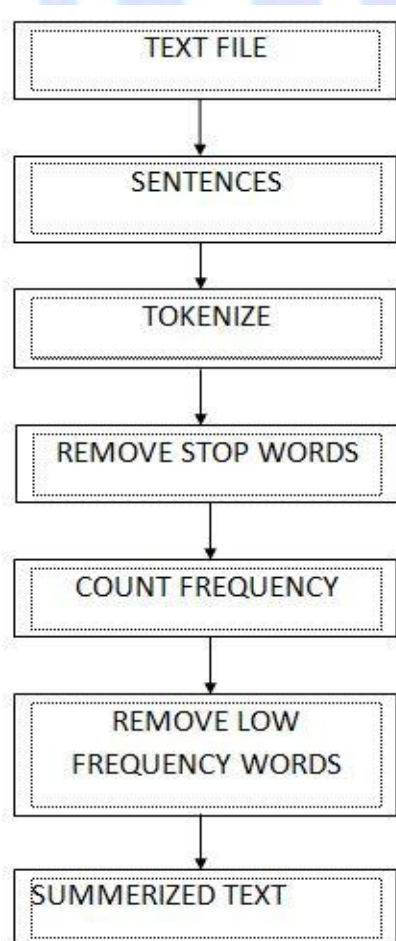 TEXT FILE
SENTENCES
TOKENIZE
REMOVE STOP WORDS
COUNT FREQUENCY
REMOVE LOW
FREQUENCY WORDS
SUMMERIZED TEXT